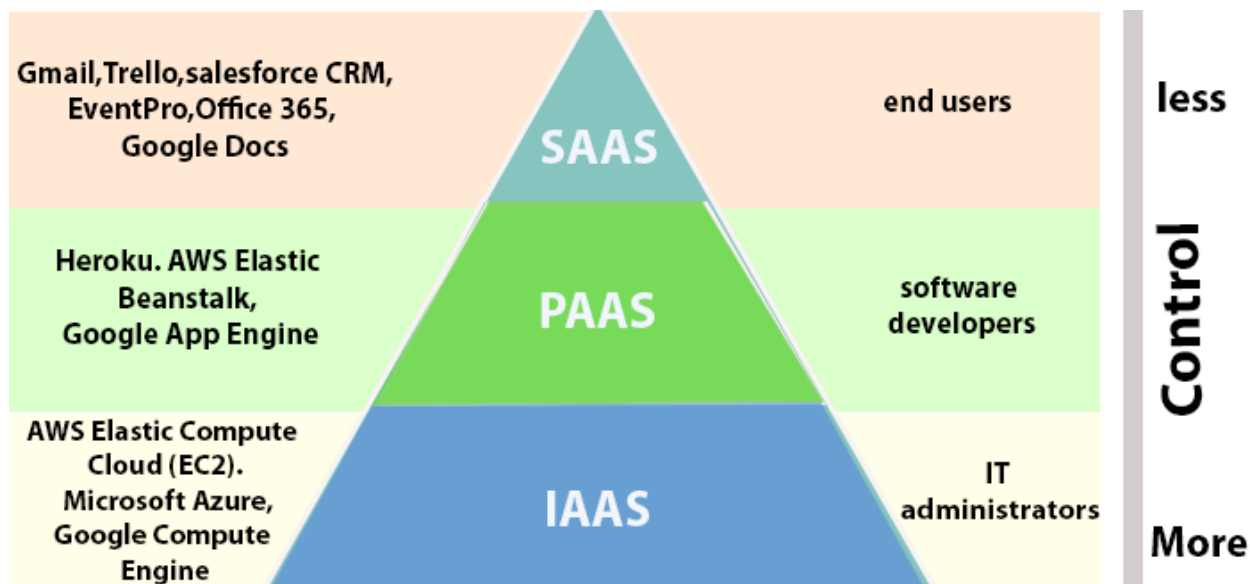 Gmail,Trello,salesforce CRM,
EventPro,Office 365,
Google Docs
SAAS
end users
less
Heroku. AWS Elastic
Beanstalk,
Google App Engine
PAAS
software
developers
Control
AWS Elastic Compute
Cloud (EC2).
Microsoft Azure,
Google Compute
Engine
IAAS
IT
administrators
More